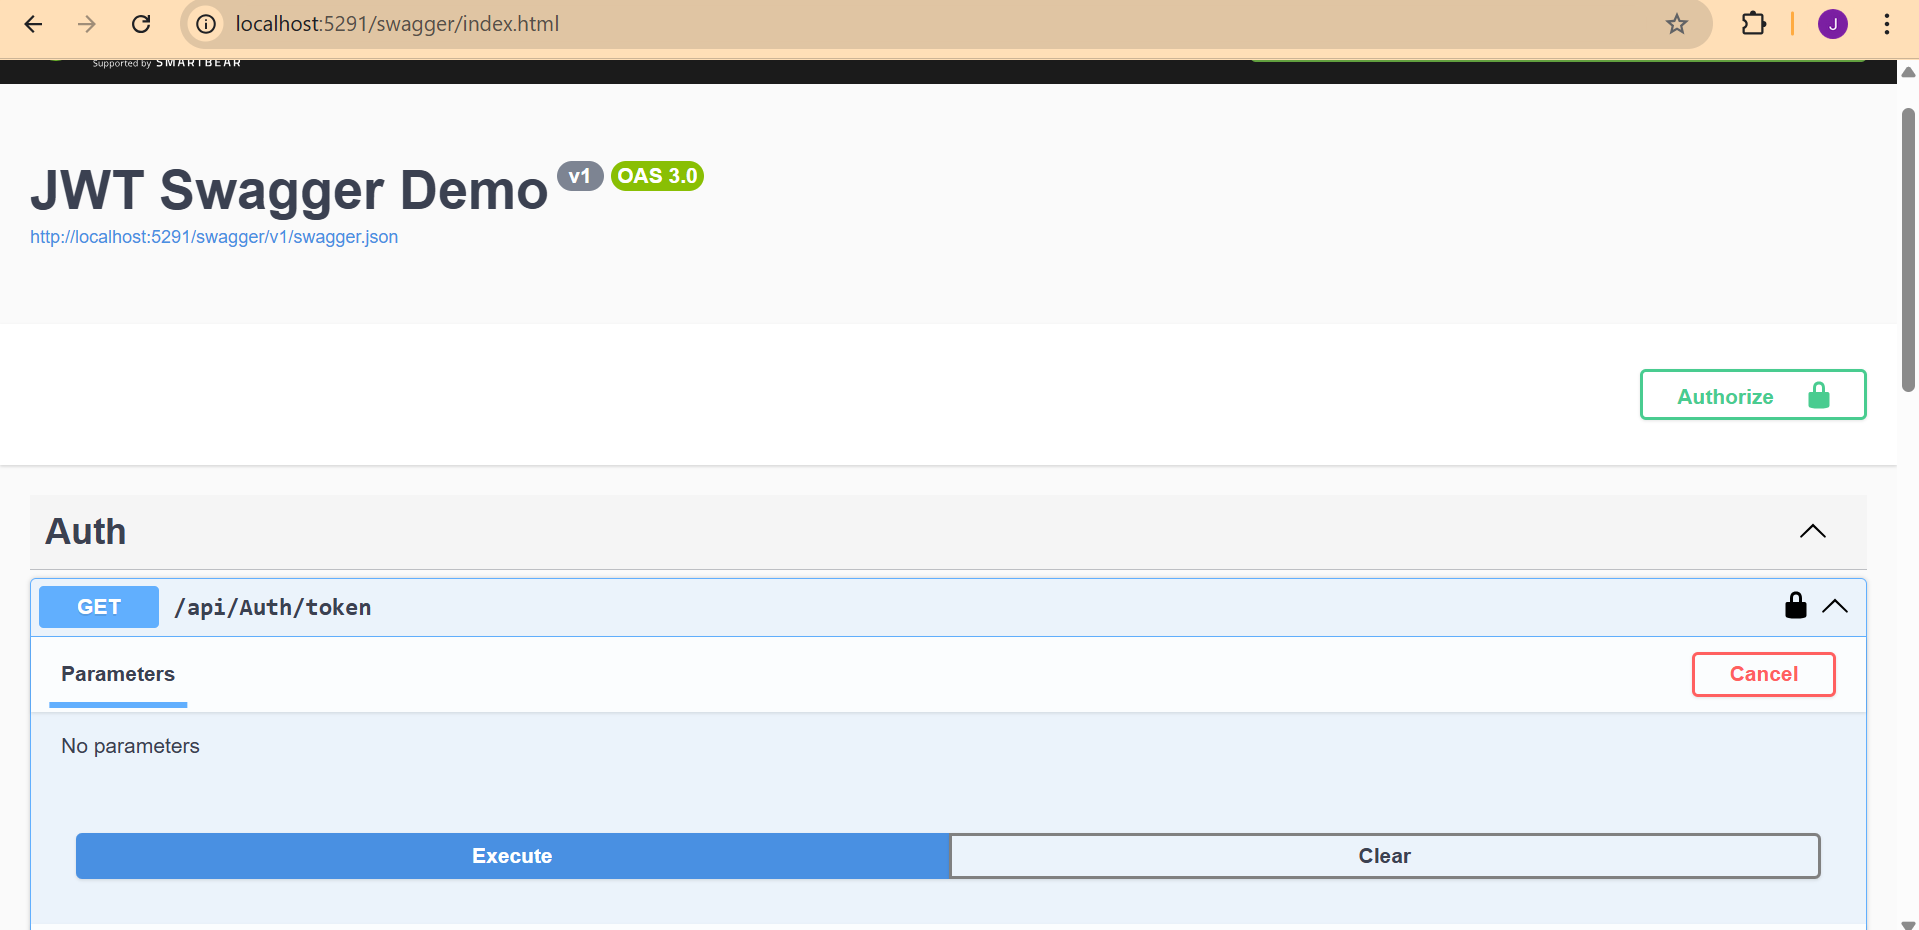 localhost:5291/swagger/index.html
J
Supported by SMARTBEAR
JWT Swagger Demo v1 OAS 3.0
http://localhost:5291/swagger/v1/swagger.json
Authorize
Auth
GET /api/Auth/token
Parameters
Cancel
No parameters
Execute
Clear